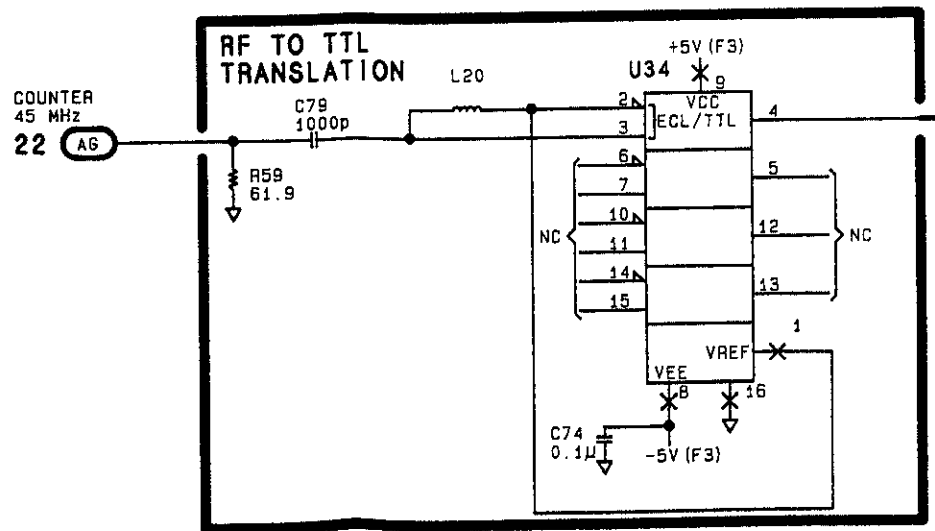 RF TO TTL
TRANSLATION
COUNTER
45 MHz
22 AG
C79
1000p
L20
R59
61.9
U34
+5V (F3)
9
VCC
2
3
ECL/TTL
4
6
7
10
11
14
15
NC
5
12
13
NC
1
VREF
VEE
8
16
C74
0.1µ
-5V (F3)